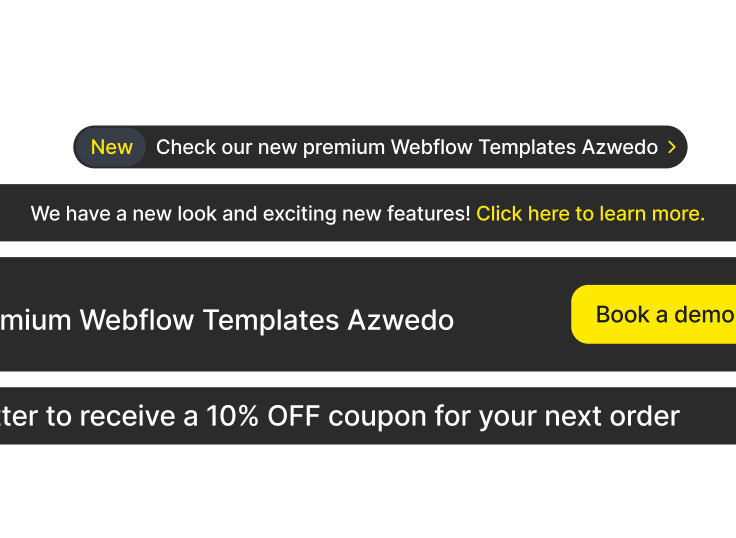 New Check our new premium Webflow Templates Azwedo
We have a new look and exciting new features! Click here to learn more.
mium Webflow Templates Azwedo Book a demo
ter to receive a 10% OFF coupon for your next order